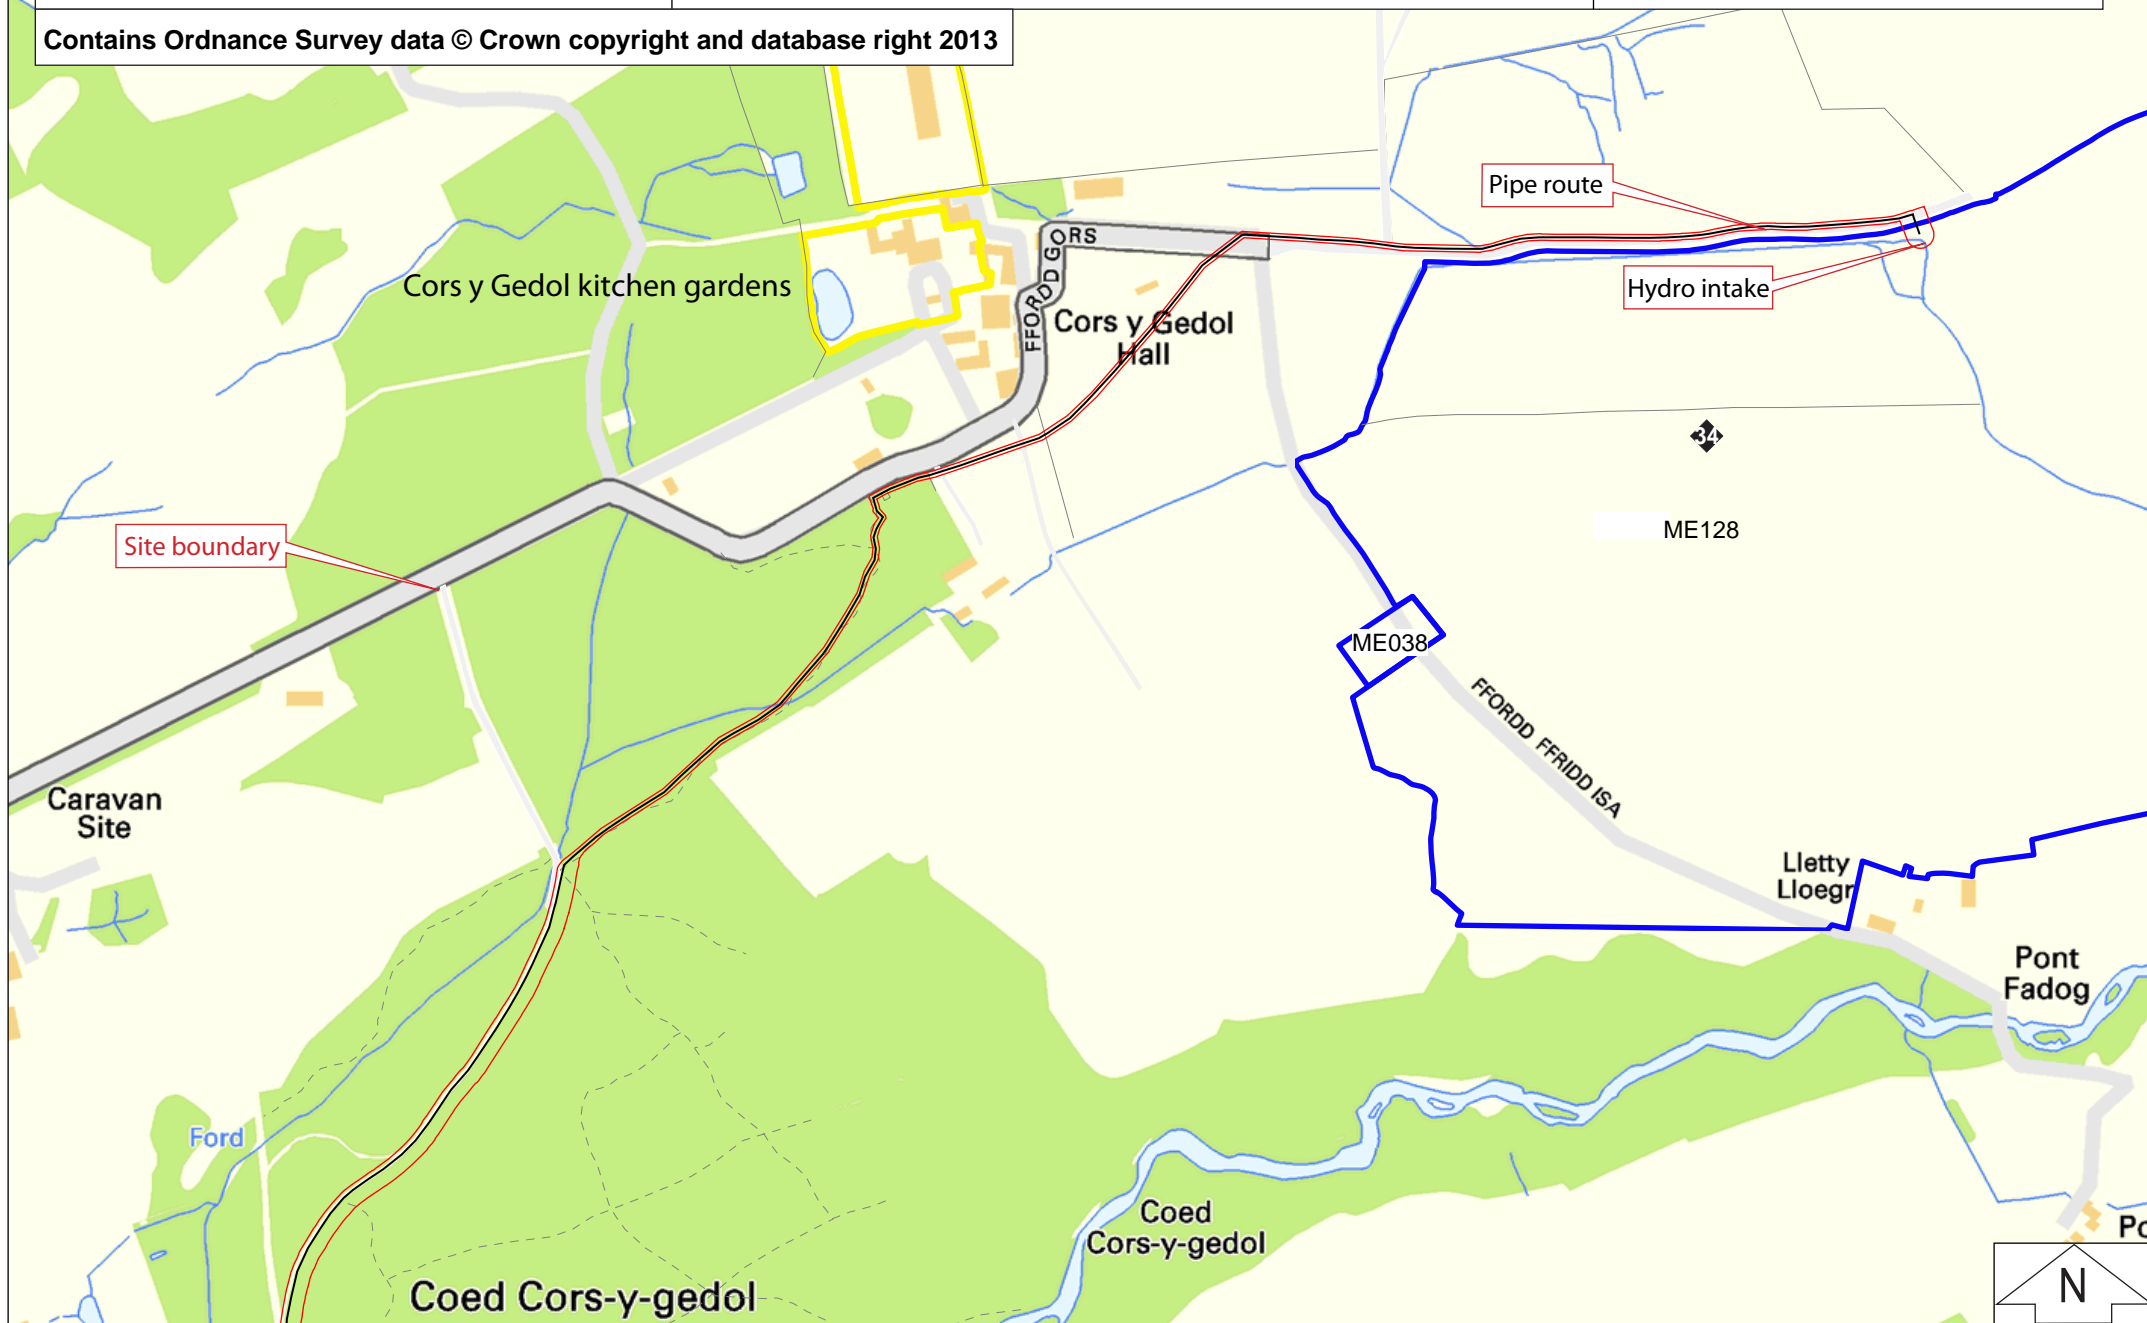 Contains Ordnance Survey data © Crown copyright and database right 2013
Pipe route
FFORDD GORS
Cors y Gedol kitchen gardens
Hydro intake
Cors y Gedol
Hall
34
ME128
Site boundary
ME038
FFORDD FFRIDD ISA
Caravan
Site
Lletty
Lloegr
Pont
Fadog
Ford
Coed
Cors-y-gedol
Po
Coed Cors-y-gedol
N